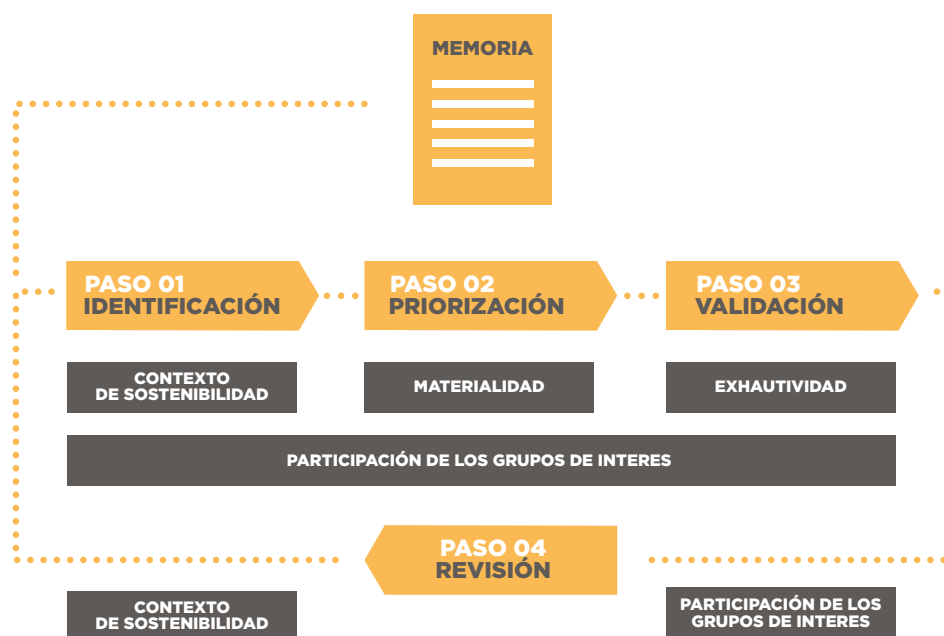 MEMORIA
PASO 01
IDENTIFICACIÓN
PASO 02
PRIORIZACIÓN
PASO 03
VALIDACIÓN
CONTEXTO
DE SOSTENIBILIDAD
MATERIALIDAD
EXHAUTIVIDAD
PARTICIPACIÓN DE LOS GRUPOS DE INTERES
PASO 04
REVISIÓN
CONTEXTO
DE SOSTENIBILIDAD
PARTICIPACIÓN DE LOS
GRUPOS DE INTERES